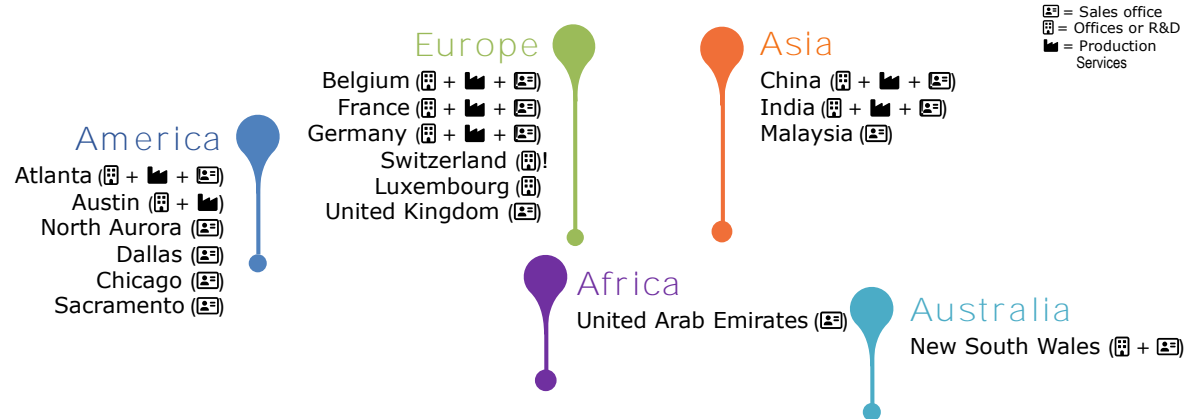 = Sales office
= Offices or R&D
= Production
Services
Europe
Belgium ( + + )
France ( + + )
Germany ( + + )
Switzerland ()!
Luxembourg ()
United Kingdom ()
Asia
China ( + + )
India ( + + )
Malaysia ()
America
Atlanta ( + + )
Austin ( + )
North Aurora ()
Dallas ()
Chicago ()
Sacramento ()
Africa
United Arab Emirates ()
Australia
New South Wales ( + )